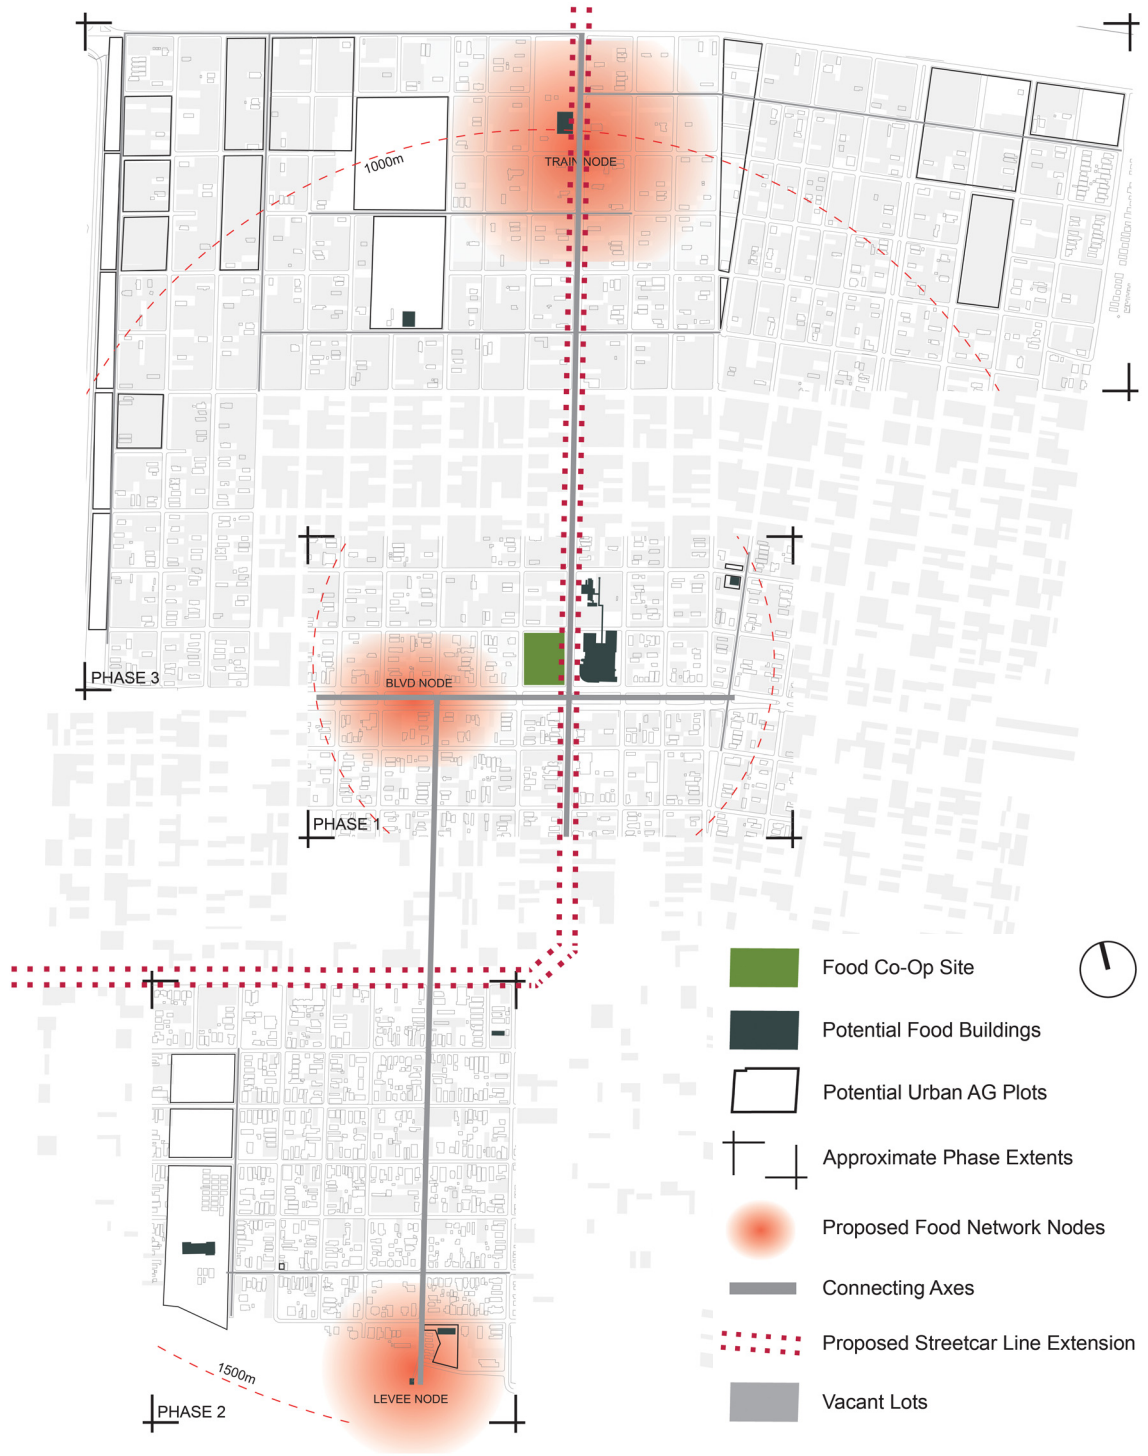 1000m
TRAIN NODE
PHASE 3
BLVD NODE
PHASE 1
Food Co-Op Site
Potential Food Buildings
Potential Urban AG Plots
Approximate Phase Extents
Proposed Food Network Nodes
Connecting Axes
Proposed Streetcar Line Extension
Vacant Lots
1500m
LEVEE NODE
PHASE 2